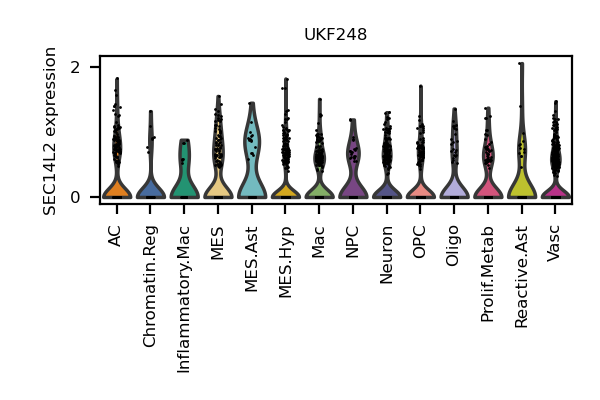 UKF248
SEC14L2 expression
2
0
AC
Chromatin.Reg
Inflammatory.Mac
MES
MES.Ast
MES.Hyp
Mac
NPC
Neuron
OPC
Oligo
Prolif.Metab
Reactive.Ast
Vasc